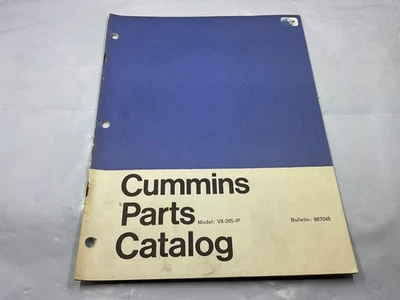 Cummins
Parts
Model: V8-265-IP
Bulletin: 967045
Catalog